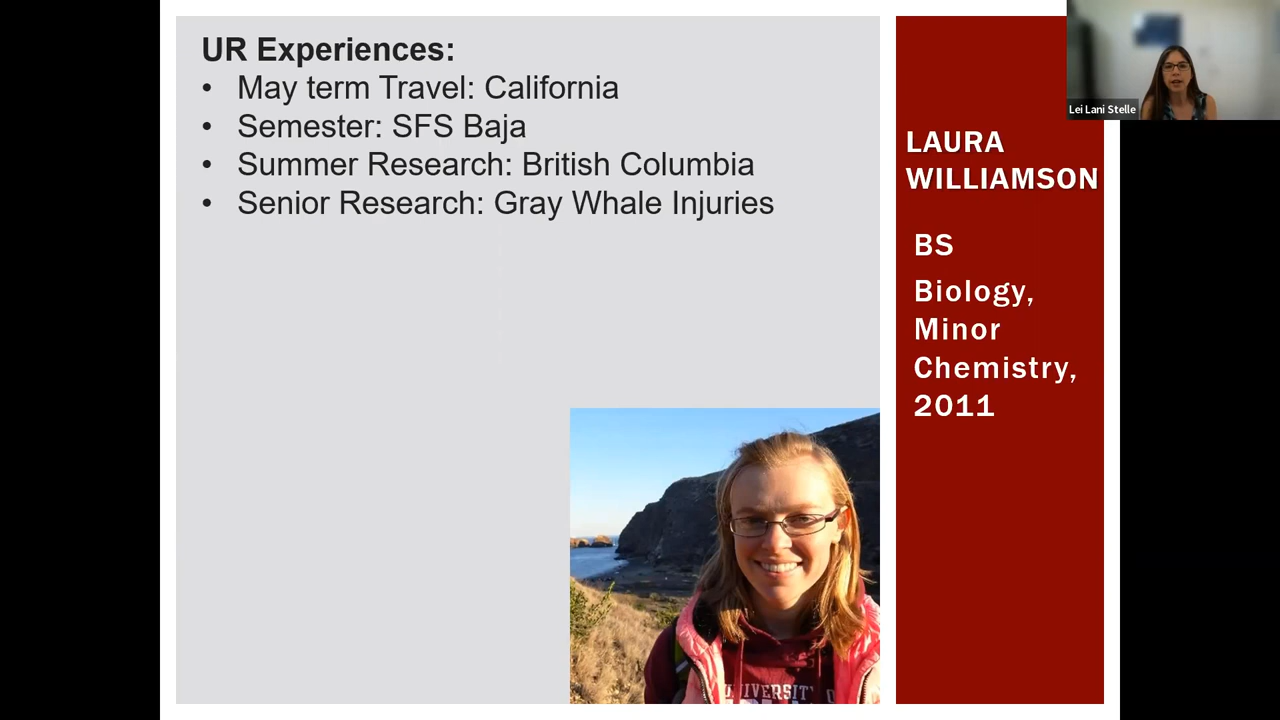 UR Experiences:
• May term Travel: California
• Semester: SFS Baja
• Summer Research: British Columbia
• Senior Research: Gray Whale Injuries
Lei Lani Stelle
LAURA
WILLIAMSON
BS
Biology,
Minor
Chemistry,
2011